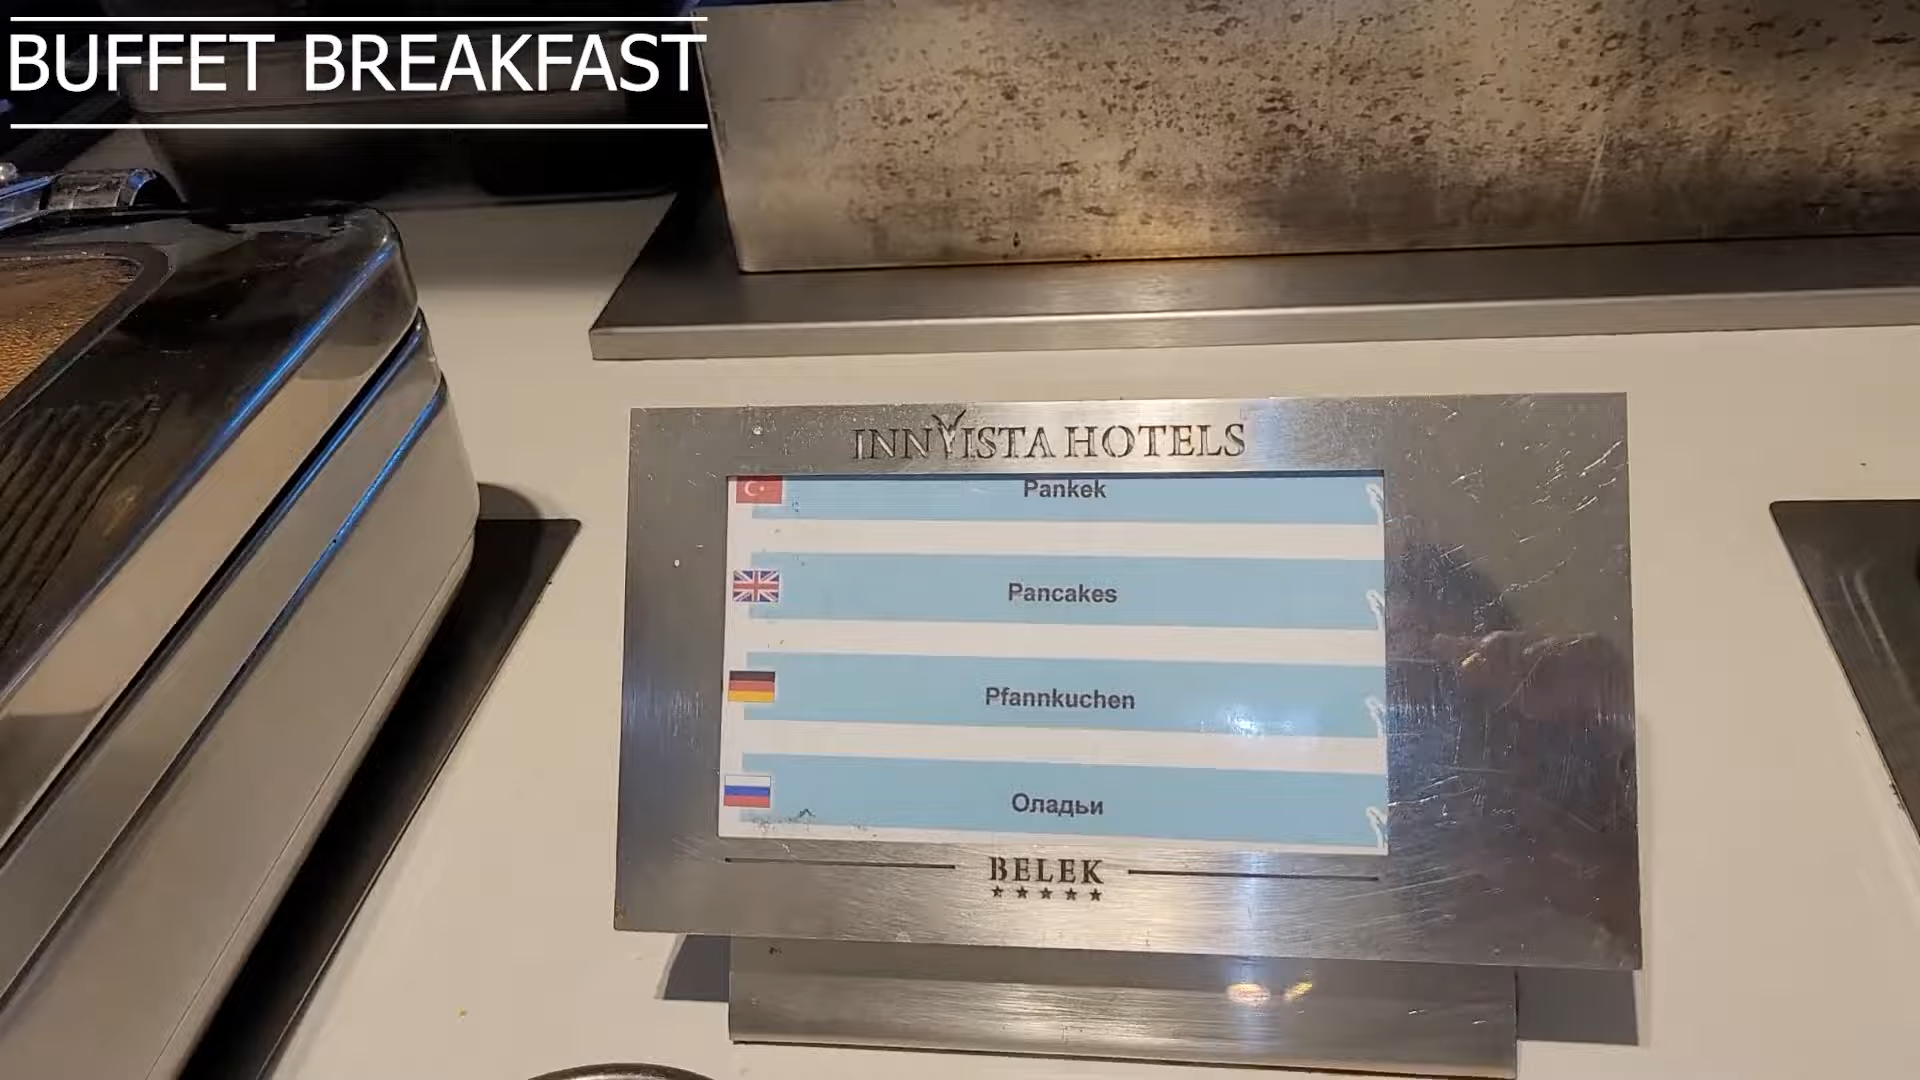 BUFFET BREAKFAST
INNVISTA HOTELS
Pankek
Pancakes
Pfannkuchen
Оладьи
BELEK